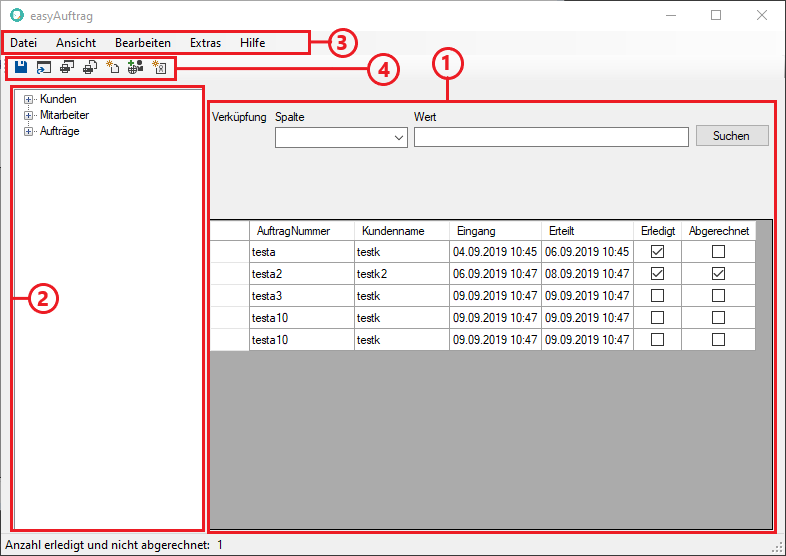 easyAuftrag
Datei Ansicht Bearbeiten Extras Hilfe 3
4
1
Kunden
Mitarbeiter
Aufträge
Verküpfung Spalte Wert
Suchen
AuftragNummer Kundenname Eingang Erteilt Erledigt Abgerechnet
testa testk 04.09.2019 10:45 06.09.2019 10:45
testa2 testk2 06.09.2019 10:47 08.09.2019 10:47
testa3 testk 09.09.2019 10:47 09.09.2019 10:47
testa10 testk 09.09.2019 10:47 09.09.2019 10:47
testa10 testk 09.09.2019 10:47 09.09.2019 10:47
2
Anzahl erledigt und nicht abgerechnet: 1